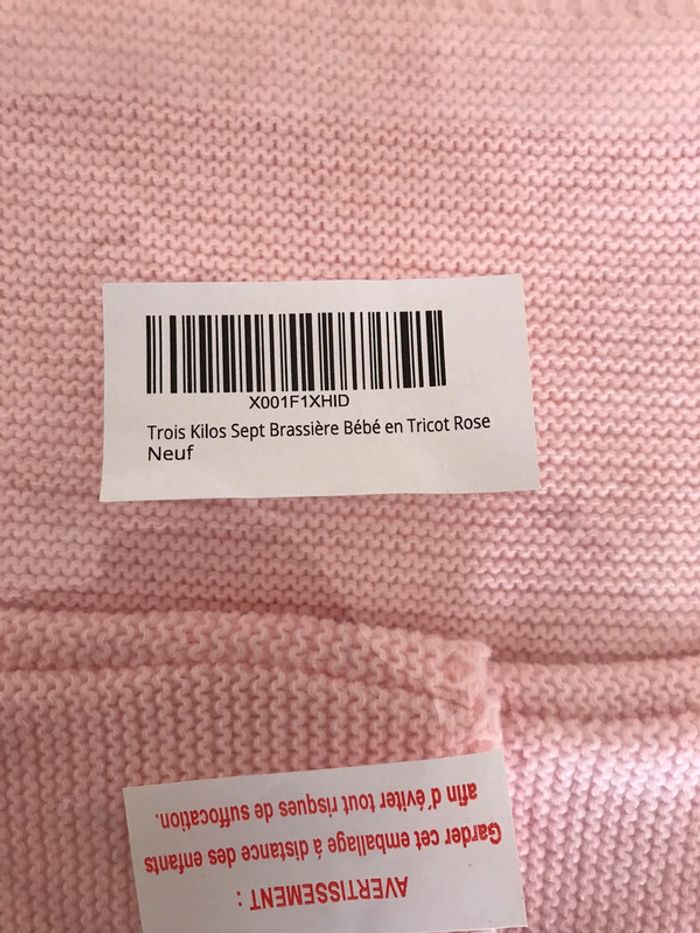 X001F1XHID
Trois Kilos Sept Brassière Bébé en Tricot Rose
Neuf
AVERTISSEMENT :
Garder cet emballage á distance des enfants
afin d'éviter tout risques de suffocation.